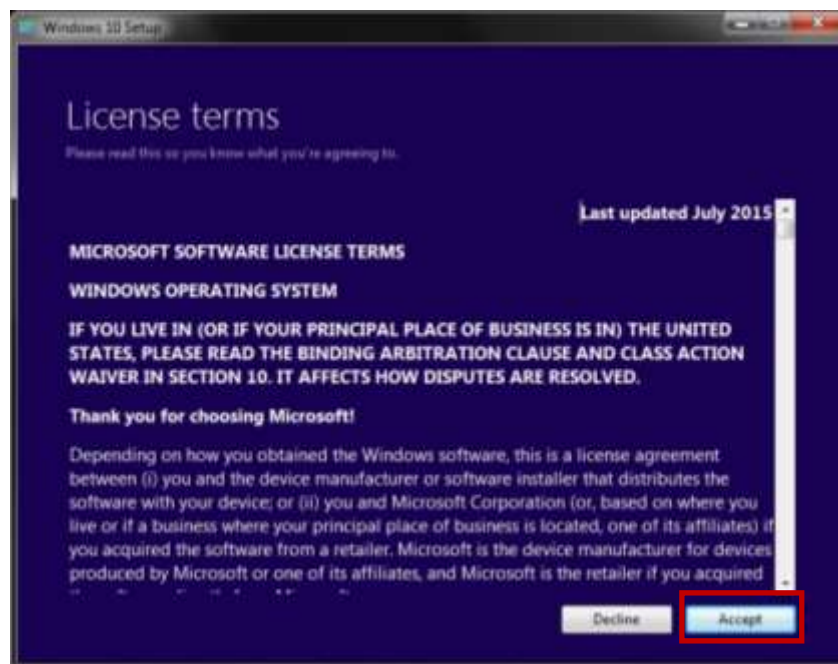 Windows 10 Setup
License terms
Please read this so you know what you're agreeing to.
Last updated July 2015
MICROSOFT SOFTWARE LICENSE TERMS
WINDOWS OPERATING SYSTEM
IF YOU LIVE IN (OR IF YOUR PRINCIPAL PLACE OF BUSINESS IS IN) THE UNITED
STATES, PLEASE READ THE BINDING ARBITRATION CLAUSE AND CLASS ACTION
WAIVER IN SECTION 10. IT AFFECTS HOW DISPUTES ARE RESOLVED.
Thank you for choosing Microsoft!
Depending on how you obtained the Windows software, this is a license agreement
between (i) you and the device manufacturer or software installer that distributes the
software with your device; or (ii) you and Microsoft Corporation (or, based on where you
live or if a business where your principal place of business is located, one of its affiliates) if
you acquired the software from a retailer. Microsoft is the device manufacturer for devices
produced by Microsoft or one of its affiliates, and Microsoft is the retailer if you acquired
Decline
Accept